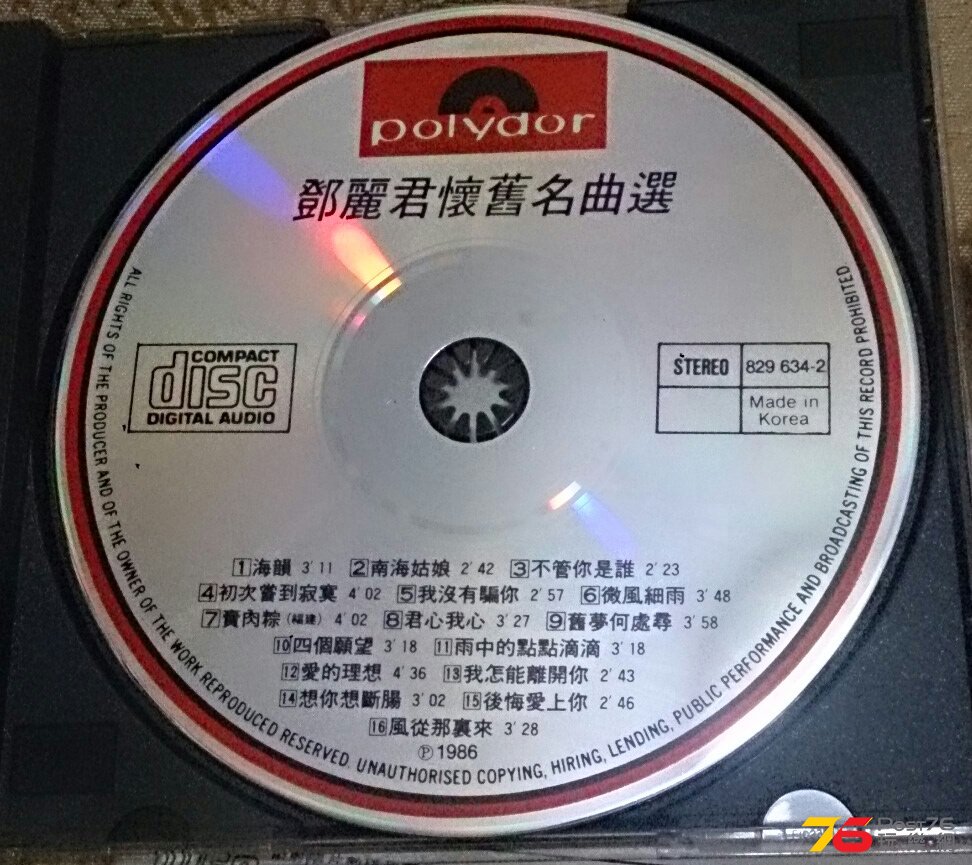 polydor
鄧麗君懷舊名曲選
COMPACT
disc
DIGITAL AUDIO
STEREO 829 634-2
Made in
Korea
1 海韻 3'11 2 南海姑娘 2'42 3 不管你是誰 2'23
4 初次嘗到寂寞 4'02 5 我沒有騙你 2'57 6 微風細雨 3'48
7 賣肉粽(福建) 4'02 8 君心我心 3'27 9 舊夢何處尋 3'58
10 四個願望 3'18 11 雨中的點點滴滴 3'18
12 愛的理想 4'36 13 我怎能離開你 2'43
14 想你想斷腸 3'02 15 後悔愛上你 2'46
16 風從那裏來 3'28
Ⓟ1986
ALL RIGHTS OF THE PRODUCER AND OF THE OWNER OF THE WORK REPRODUCED RESERVED. UNAUTHORISED COPYING, HIRING, LENDING, PUBLIC PERFORMANCE AND BROADCASTING OF THIS RECORD PROHIBITED
76 Post76